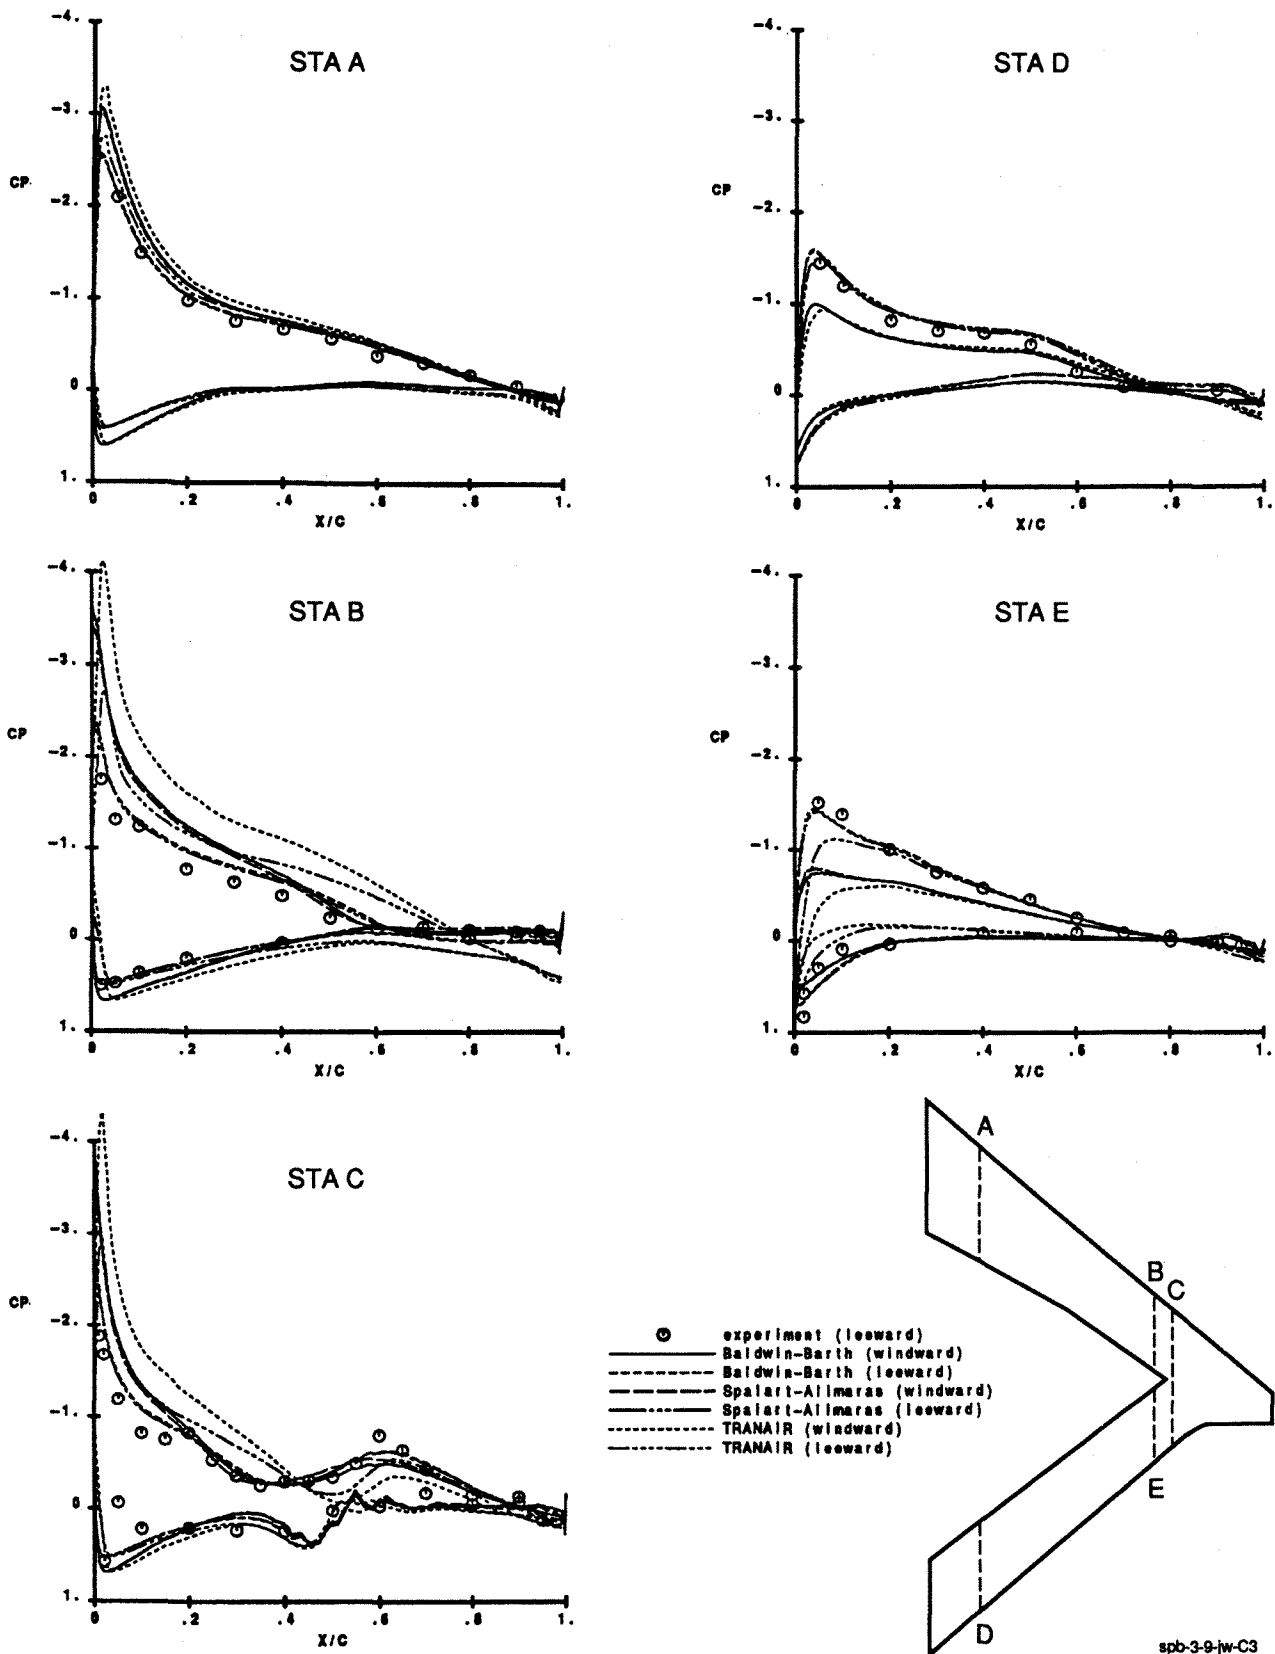 STA A
-4.
-3.
CP
-2.
-1.
0
1.
0 .2 .4 .6 .8 1.
X/C
STA D
-4.
-3.
CP
-2.
-1.
0
1.
0 .2 .4 .6 .8 1.
X/C
STA B
-4.
-3.
CP
-2.
-1.
0
1.
0 .2 .4 .6 .8 1.
X/C
STA E
-4.
-3.
CP
-2.
-1.
0
1.
0 .2 .4 .6 .8 1.
X/C
STA C
-4.
-3.
CP
-2.
-1.
0
1.
0 .2 .4 .6 .8 1.
X/C
experiment (leeward)
Baldwin-Barth (windward)
Baldwin-Barth (leeward)
Spalart-Allmaras (windward)
Spalart-Allmaras (leeward)
TRANAIR (windward)
TRANAIR (leeward)
A
B
C
E
D
spb-3-9-jw-C3